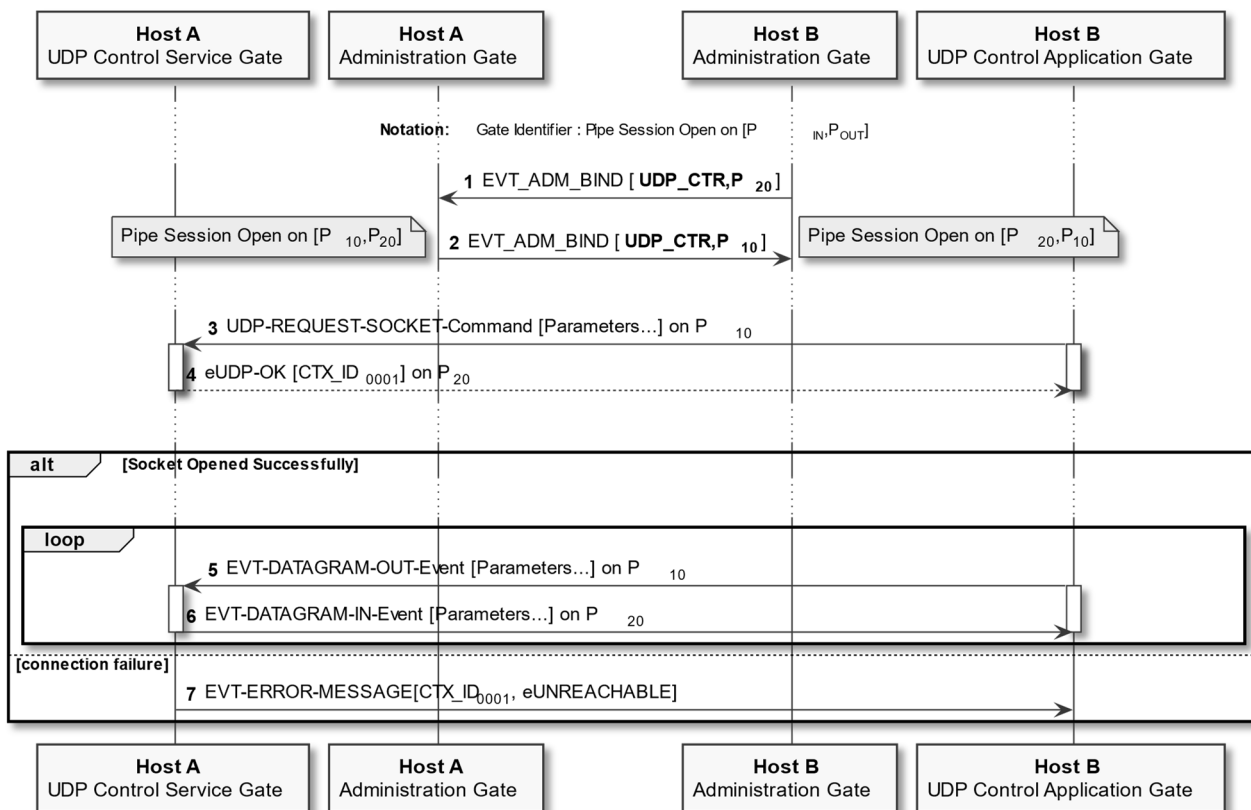 Host A
UDP Control Service Gate
Host A
Administration Gate
Host B
Administration Gate
Host B
UDP Control Application Gate
Notation: Gate Identifier : Pipe Session Open on [P IN,POUT]
1 EVT_ADM_BIND [ UDP_CTR,P 20 ]
Pipe Session Open on [P 10,P20]
2 EVT_ADM_BIND [ UDP_CTR,P 10 ]
Pipe Session Open on [P 20,P10]
3 UDP-REQUEST-SOCKET-Command [Parameters...] on P 10
4 eUDP-OK [CTX_ID 0001] on P 20
alt [Socket Opened Successfully]
loop
5 EVT-DATAGRAM-OUT-Event [Parameters...] on P 10
6 EVT-DATAGRAM-IN-Event [Parameters...] on P 20
[connection failure]
7 EVT-ERROR-MESSAGE[CTX_ID0001, eUNREACHABLE]
Host A
UDP Control Service Gate
Host A
Administration Gate
Host B
Administration Gate
Host B
UDP Control Application Gate